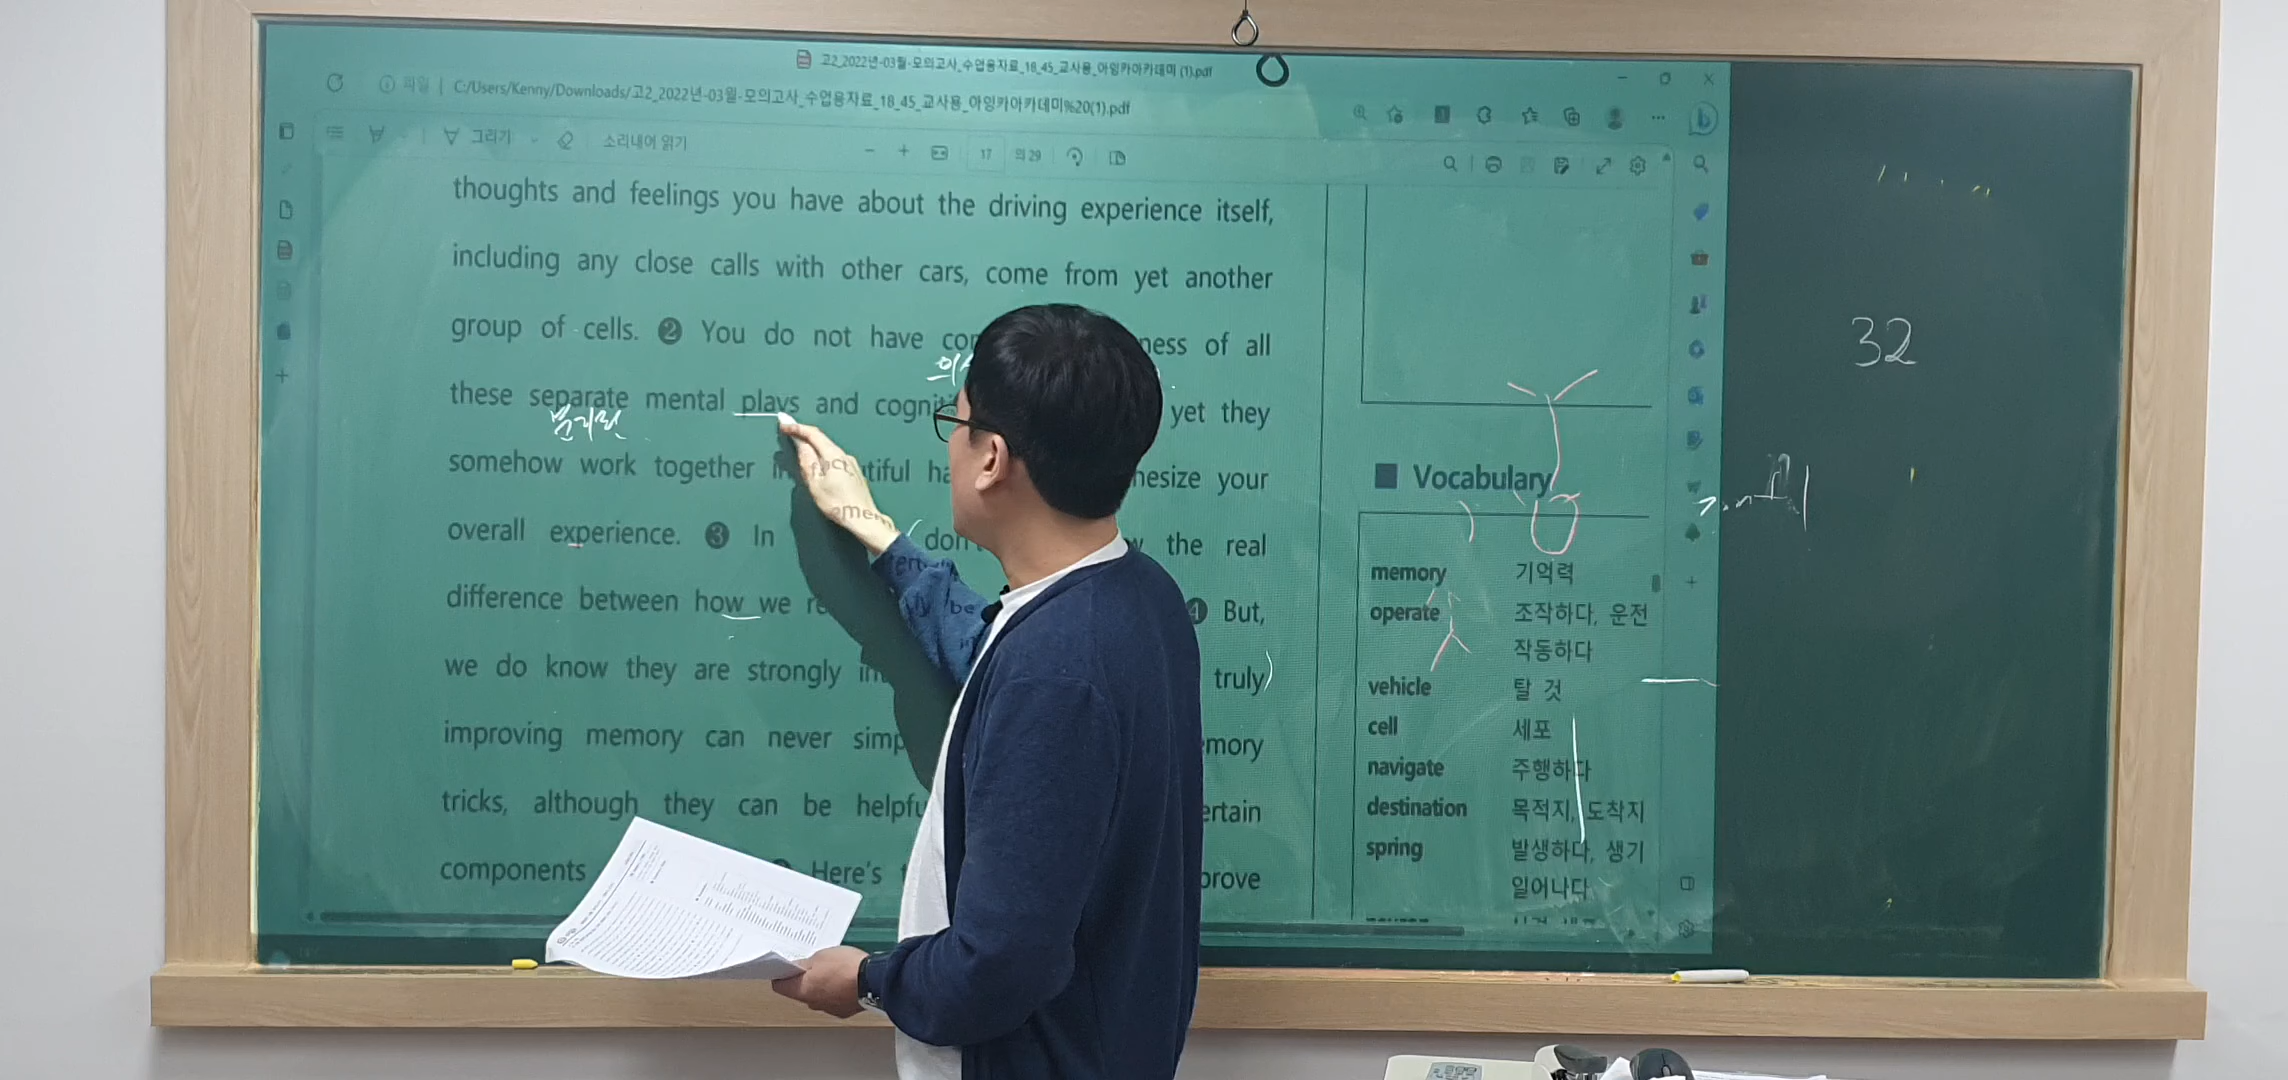 고2_2022년-03월-모의고사_수업용자료_18_45_교사용_아잉카아카데미 (1).pdf
파일 | C:/Users/Kenny/Downloads/고2_2022년-03월-모의고사_수업용자료_18_45_교사용_아잉카아카데미%20(1).pdf
그리기 소리내어 읽기 − + 17 의 29
thoughts and feelings you have about the driving experience itself,
including any close calls with other cars, come from yet another
group of cells. ❷ You do not have of all
these separate mental plays and yet they
분리된
somehow work together your
overall experience. ❸ In the real
difference between how we ❹ But,
we do know they are strongly truly)
improving memory can never
tricks, although they can be
components Here's
32
■ Vocabulary
memory 기억력
operate 조작하다, 운전
작동하다
vehicle 탈 것
cell 세포
navigate 주행하다
destination 목적지, 도착지
spring 발생하다, 생기
일어나다